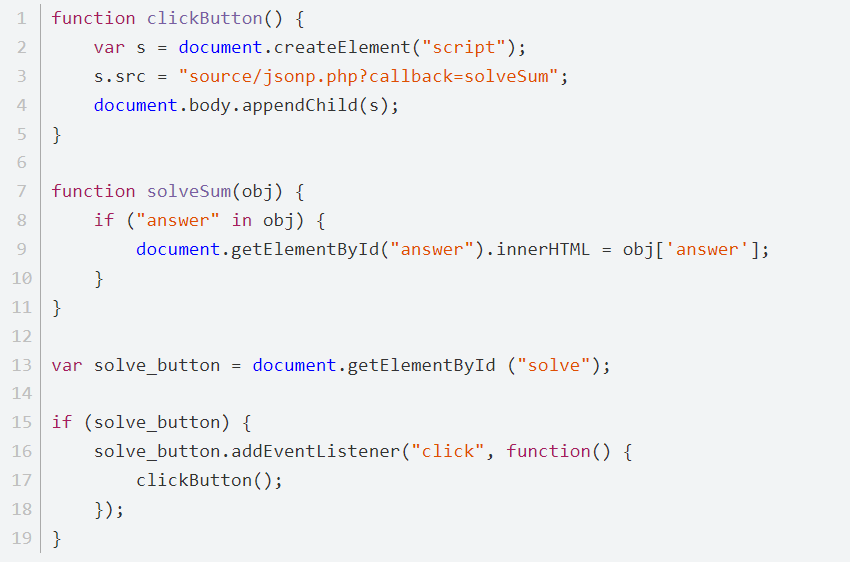 1 function clickButton() {
2     var s = document.createElement("script");
3     s.src = "source/jsonp.php?callback=solveSum";
4     document.body.appendChild(s);
5 }
6
7 function solveSum(obj) {
8     if ("answer" in obj) {
9         document.getElementById("answer").innerHTML = obj['answer'];
10     }
11 }
12
13 var solve_button = document.getElementById ("solve");
14
15 if (solve_button) {
16     solve_button.addEventListener("click", function() {
17         clickButton();
18     });
19 }